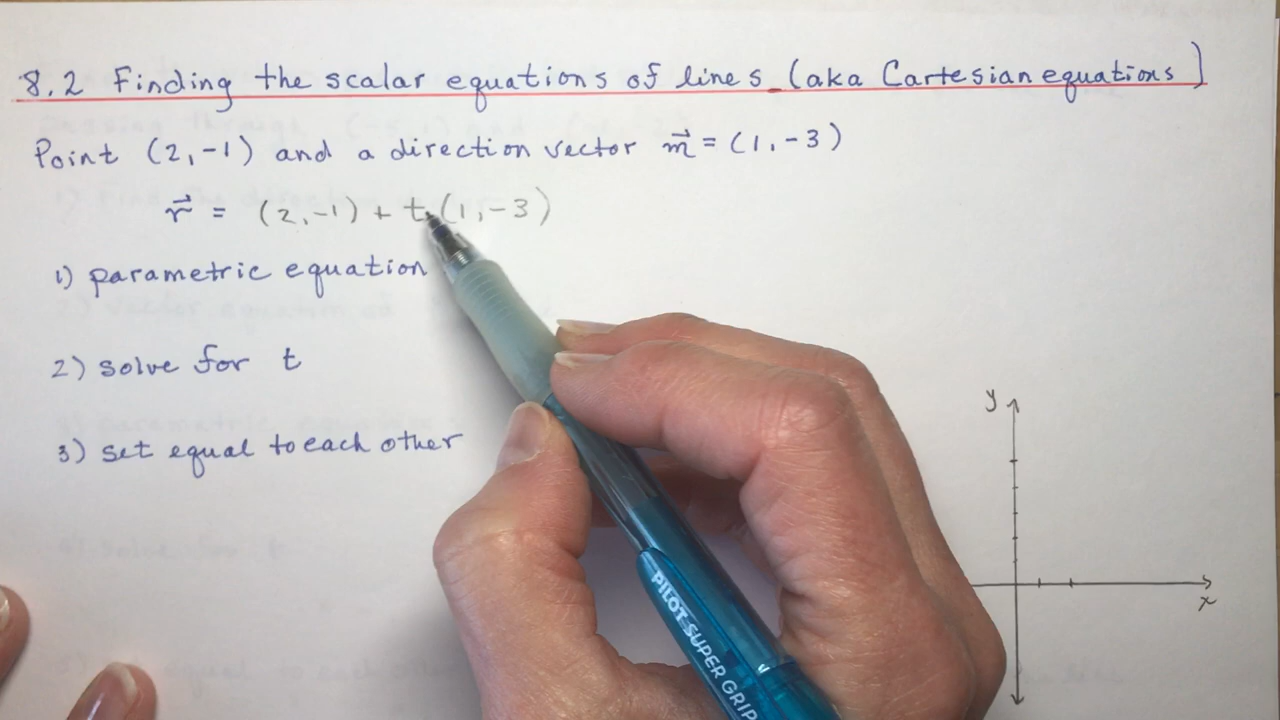 8.2 Finding the scalar equations of lines (aka Cartesian equations)
Point (2,-1) and a direction vector m⃗ = (1,-3)
r⃗ = (2,-1) + t(1,-3)
1) parametric equation
2) solve for t
3) set equal to each other
y
x
PILOT SUPER GRIP